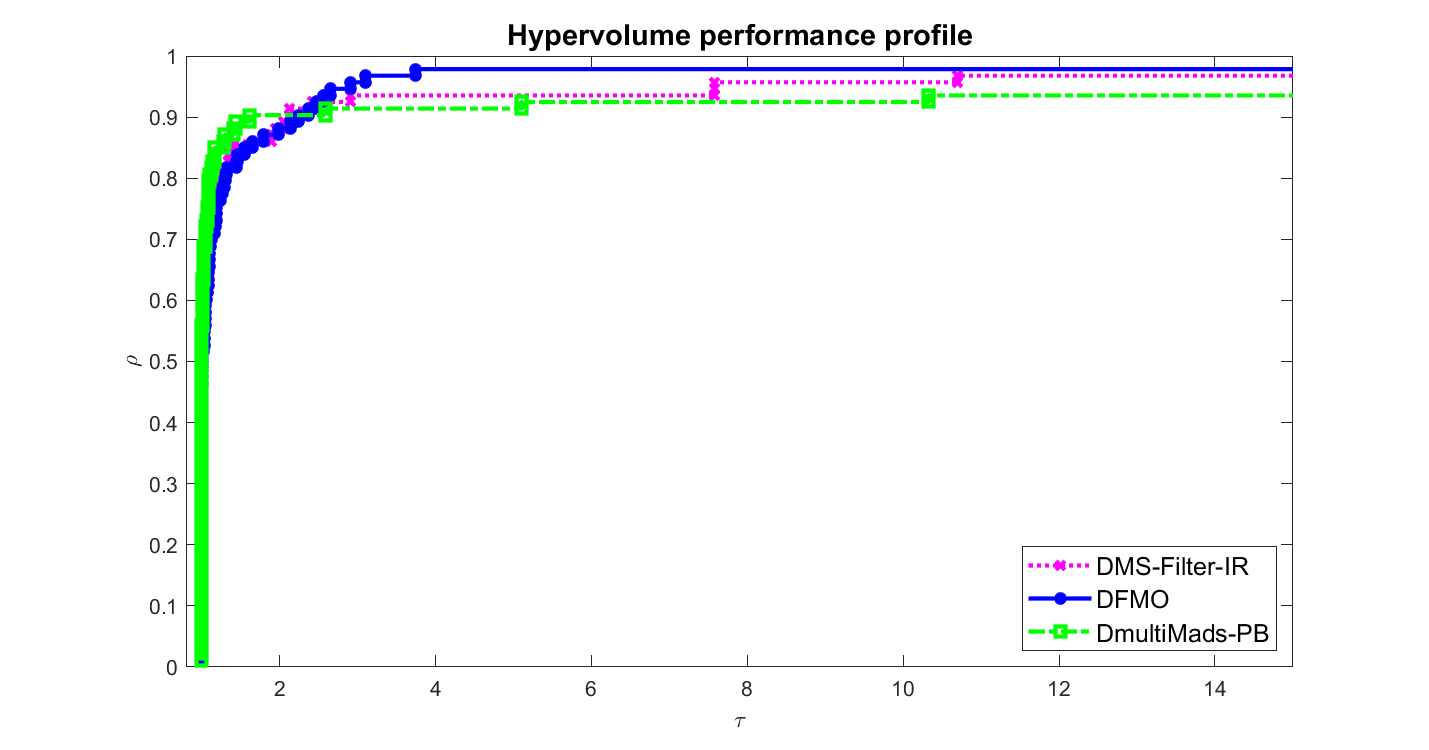 Hypervolume performance profile
1
0.9
0.8
0.7
0.6
0.5
0.4
0.3
0.2
0.1
0
ρ
2 4 6 8 10 12 14
τ
DMS-Filter-IR
DFMO
DmultiMads-PB